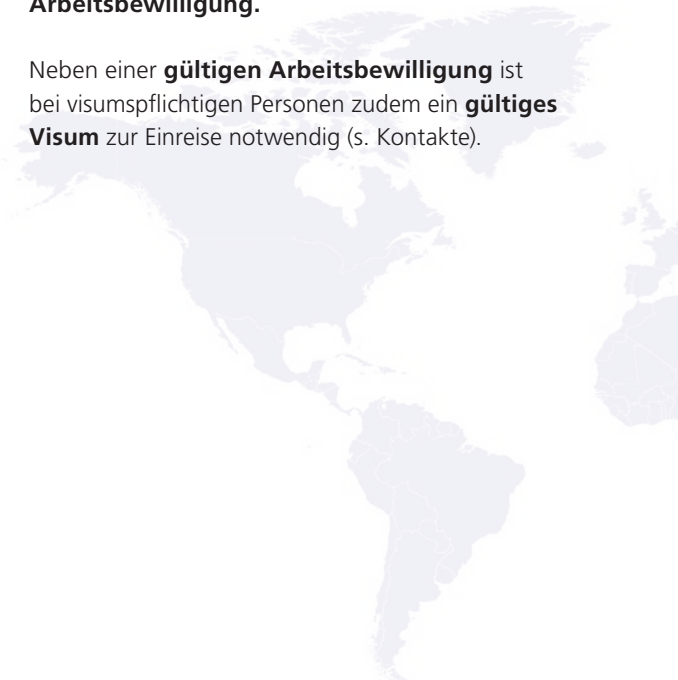 Arbeitsbewilligung.
Neben einer gültigen Arbeitsbewilligung ist
bei visumspflichtigen Personen zudem ein gültiges
Visum zur Einreise notwendig (s. Kontakte).